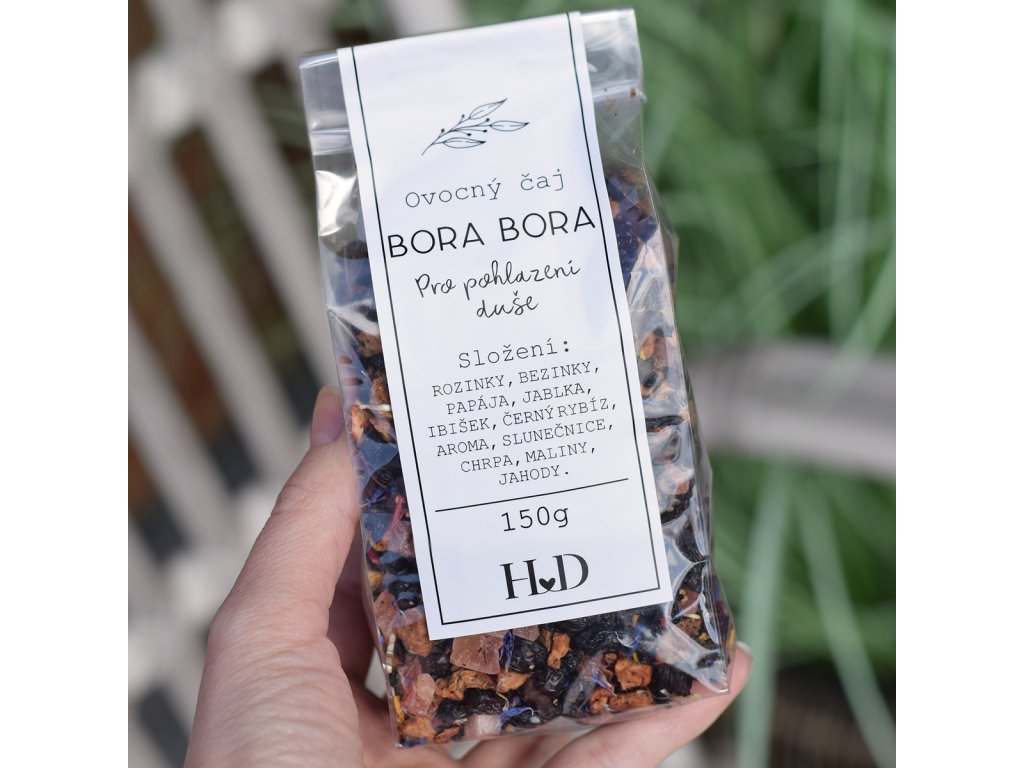 Ovocný čaj
BORA BORA
Pro pohlazení
duše
Složení:
ROZINKY, BEZINKY,
PAPÁJA, JABLKA,
IBIŠEK, ČERNÝ RYBÍZ,
AROMA, SLUNEČNICE,
CHRPA, MALINY,
JAHODY.
150g
H D